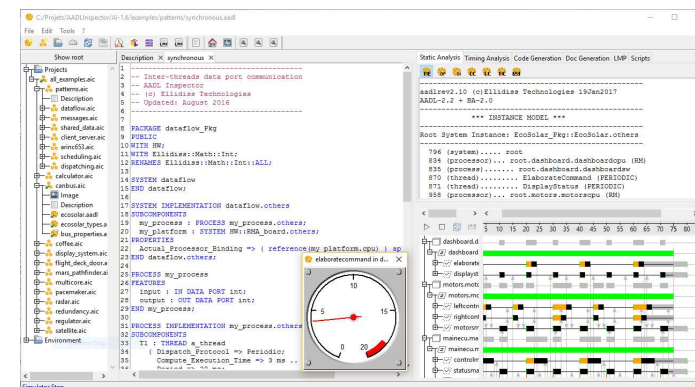 C:/Projets/AADLInspector/AI-1.6/examples/patterns/synchronous.aadl
File Edit Tools ?
Show root
Projects
all_examples.aic
patterns.aic
Description
dataflow.aic
messages.aic
shared_data.aic
client_server.aic
arinc653.aic
scheduling.aic
dispatching.aic
calculator.aic
canbus.aic
Image
Description
ecosolar.aadl
ecosolar_types.a
bus_properties.a
coffee.aic
display_system.aic
flight_deck_door.a
mars_pathfinder.ai
multicore.aic
pacemaker.aic
radar.aic
redundancy.aic
regulator.aic
satellite.aic
Environment
Description × synchronous ×
1 --------------------------------------
2 -- Inter-threads data port communication
3 -- AADL Inspector
4 -- (c) Ellidiss Technologies
5 -- Updated: August 2016
6 --------------------------------------
7
8 PACKAGE dataflow_Pkg
9 PUBLIC
10 WITH HW;
11 WITH Ellidiss::Math::Int;
12 RENAMES Ellidiss::Math::Int::ALL;
13
14 SYSTEM dataflow
15 END dataflow;
16
17 SYSTEM IMPLEMENTATION dataflow.others
18 SUBCOMPONENTS
19 my_process : PROCESS my_process.others;
20 my_platform : SYSTEM HW::RMA_board.others;
21 PROPERTIES
22 Actual_Processor_Binding => ( reference(my_platform.cpu) ) ap
23 END dataflow.others;
24
25 PROCESS my_process
26 FEATURES
27 input : IN DATA PORT int;
28 output : OUT DATA PORT int;
29 END my_process;
30
31 PROCESS IMPLEMENTATION my_process.others
32 SUBCOMPONENTS
33 T1 : THREAD a_thread
34 ( Dispatch_Protocol => Periodic;
35 Compute_Execution_Time => 3 ms ..
36 Period => 20 ms;
elaboratecommand in d... ×
0 5 10 15 20
Static Analysis Timing Analysis Code Generation Doc Generation LMP Scripts
aadlrev2.10 (c)Ellidiss Technologies 19Jan2017
AADL-2.2 + BA-2.0
*** INSTANCE MODEL ***
Root System Instance: EcoSolar_Pkg::EcoSolar.others
796 (system)..... root
834 (processor)... root.dashboard.dashboardcpu (RM)
835 (process)....... root.dashboard.dashboardsw
870 (thread)......... ElaborateCommand (PERIODIC)
871 (thread)......... DisplayStatus (PERIODIC)
958 (processor)... root.motors.motorscpu (RM)
5 10 15 20 25 30 35 40 45 50 55 60 65 70 75 80
dashboard.d
dashboard
elaborate
displayst
motors.motc
motors.mc
leftcontr
rightcont
motorsr
mainecu.ma
mainecu.n
controler
statusma
Simulator Stop